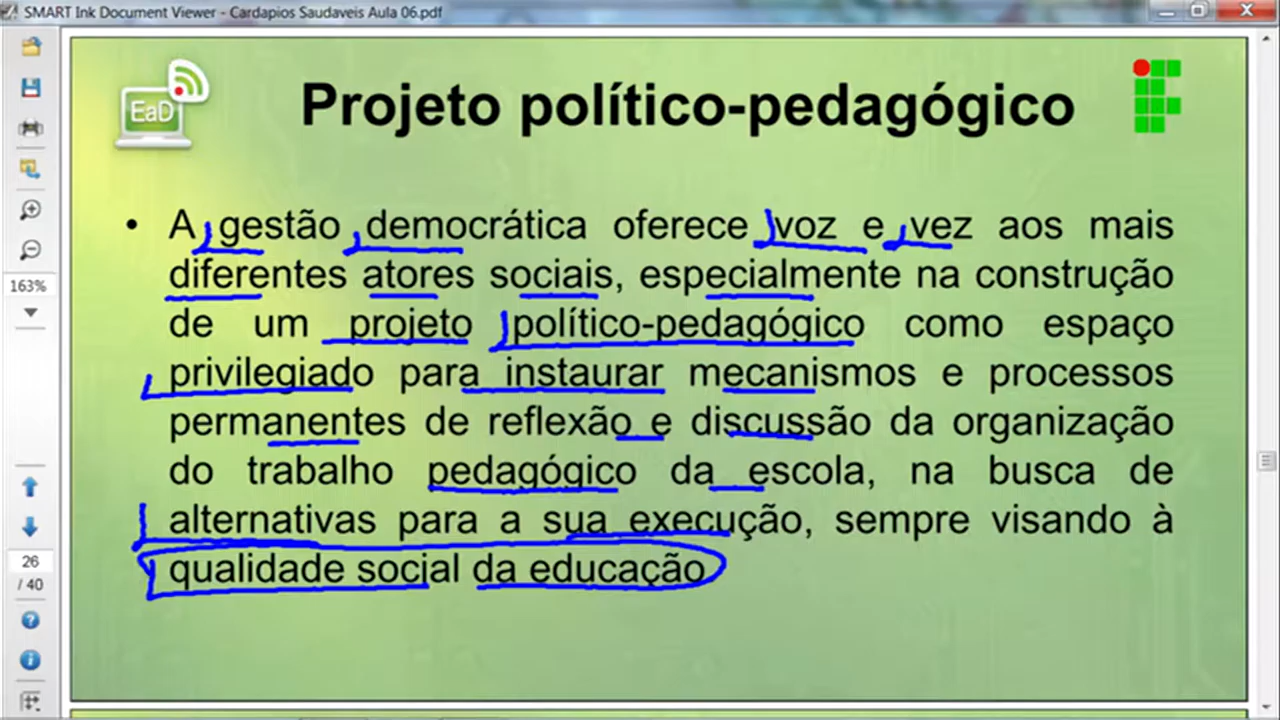 SMART Ink Document Viewer - Cardapios Saudaveis Aula 06.pdf
EaD
Projeto político-pedagógico
• A gestão democrática oferece voz e vez aos mais
diferentes atores sociais, especialmente na construção
de um projeto político-pedagógico como espaço
privilegiado para instaurar mecanismos e processos
permanentes de reflexão e discussão da organização
do trabalho pedagógico da escola, na busca de
alternativas para a sua execução, sempre visando à
qualidade social da educação
163%
26
/ 40